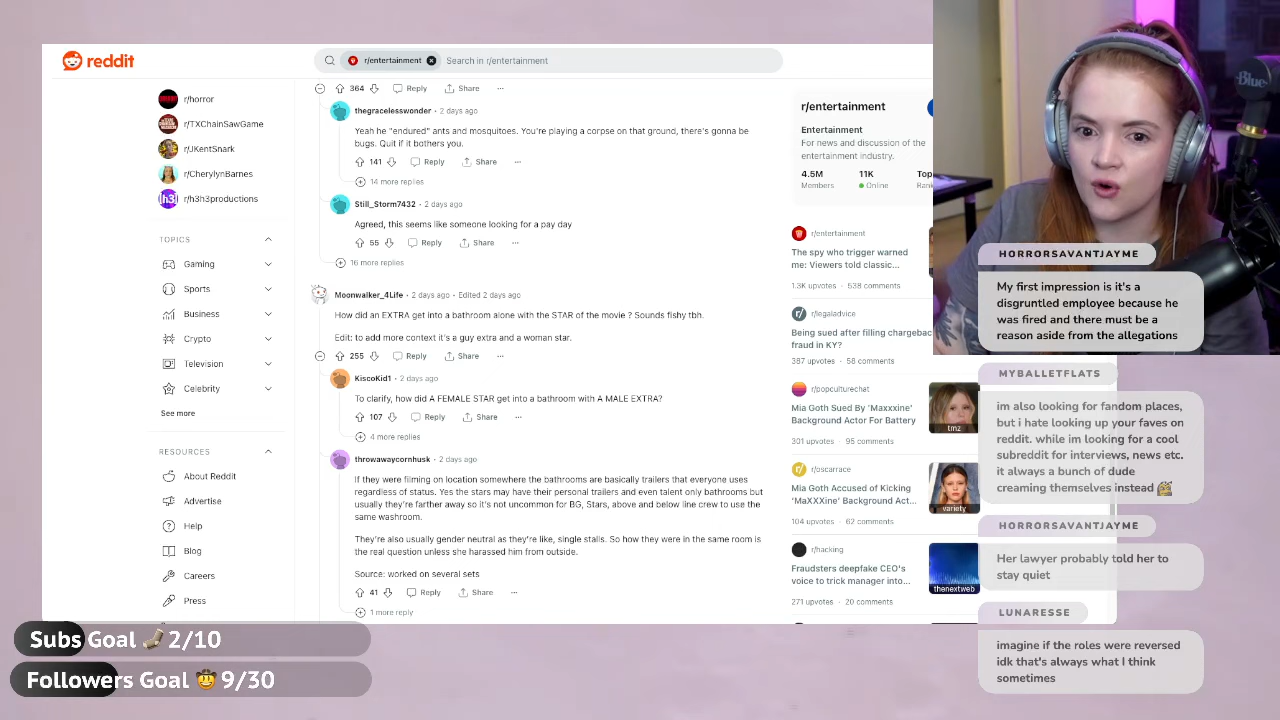 reddit
r/entertainment
Search in r/entertainment
r/horror
r/TXChainSawGame
r/JKentSnark
r/CherylynBarnes
r/h3h3productions
TOPICS
Gaming
Sports
Business
Crypto
Television
Celebrity
See more
RESOURCES
About Reddit
Advertise
Help
Blog
Careers
Press
364
Reply
Share
thegracelesswonder • 2 days ago
Yeah he "endured" ants and mosquitoes. You're playing a corpse on that ground, there's gonna be
bugs. Quit if it bothers you.
141
Reply
Share
14 more replies
Still_Storm7432 • 2 days ago
Agreed, this seems like someone looking for a pay day
55
Reply
Share
16 more replies
Moonwalker_4Life • 2 days ago • Edited 2 days ago
How did an EXTRA get into a bathroom alone with the STAR of the movie ? Sounds fishy tbh.
Edit: to add more context it's a guy extra and a woman star.
255
Reply
Share
KiscoKid1 • 2 days ago
To clarify, how did A FEMALE STAR get into a bathroom with A MALE EXTRA?
107
Reply
Share
4 more replies
throwawaycornhusk • 2 days ago
If they were filming on location somewhere the bathrooms are basically trailers that everyone uses
regardless of status. Yes the stars may have their personal trailers and even talent only bathrooms but
usually they're farther away so it's not uncommon for BG, Stars, above and below line crew to use the
same washroom.
They're also usually gender neutral as they're like, single stalls. So how they were in the same room is
the real question unless she harassed him from outside.
Source: worked on several sets
41
Reply
Share
1 more reply
r/entertainment
Entertainment
For news and discussion of the
entertainment industry.
4.5M
11K
Top
Members
Online
Rank
r/entertainment
The spy who trigger warned
me: Viewers told classic...
1.3K upvotes • 538 comments
r/legaladvice
Being sued after filling chargeback
fraud in KY?
387 upvotes • 58 comments
r/popculturechat
Mia Goth Sued By 'Maxxxine'
Background Actor For Battery
tmz
301 upvotes • 95 comments
r/oscarrace
Mia Goth Accused of Kicking
'MaXXXine' Background Act...
variety
104 upvotes • 62 comments
r/hacking
Fraudsters deepfake CEO's
voice to trick manager into...
thenextweb
271 upvotes • 20 comments
Blue
HORRORSAVANTJAYME
My first impression is it's a
disgruntled employee because he
was fired and there must be a
reason aside from the allegations
MYBALLETFLATS
im also looking for fandom places,
but i hate looking up your faves on
reddit. while im looking for a cool
subreddit for interviews, news etc.
it always a bunch of dude
creaming themselves instead
HORRORSAVANTJAYME
Her lawyer probably told her to
stay quiet
LUNARESSE
imagine if the roles were reversed
idk that's always what I think
sometimes
Subs Goal 🧦 2/10
Followers Goal 🤠 9/30